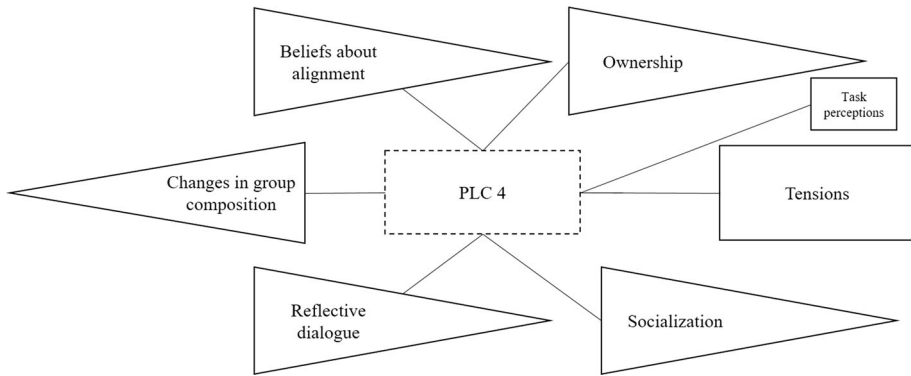 Beliefs about
alignment
Ownership
Task
perceptions
Changes in group
composition
PLC 4
Tensions
Reflective
dialogue
Socialization